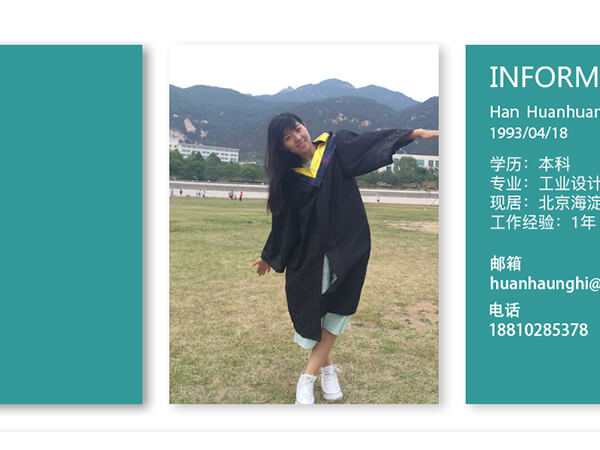 INFORM
Han Huanhuan
1993/04/18
学历：本科
专业：工业设计
现居：北京海淀
工作经验：1年
邮箱
huanhaunghi@
电话
18810285378